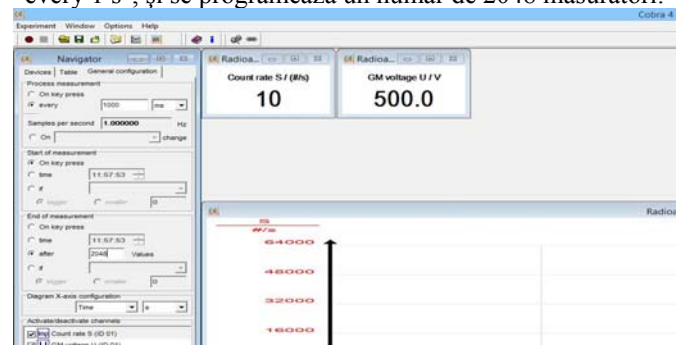 every 1 s", și se programează un număr de 2048 măsurători.
Cobra 4
Experiment Window Options Help
Navigator
Devices Table General configuration
Process measurement
On key press
every 1000 ms
Samples per second 1.000000 Hz
On change
Start of measurement
On key press
time 11:57:53
if
trigger smaller 0
End of measurement
On key press
time 11:57:53
after 2048 Values
if
trigger smaller 0
Diagram X-axis configuration
Time s
Activate/deactivate channels
Imp Count rate S (ID 01)
U GM voltage U (ID 01)
Radioa...
Count rate S / (#/s)
10
Radioa...
GM voltage U / V
500.0
Radioa
S
#/s
64000
48000
32000
16000